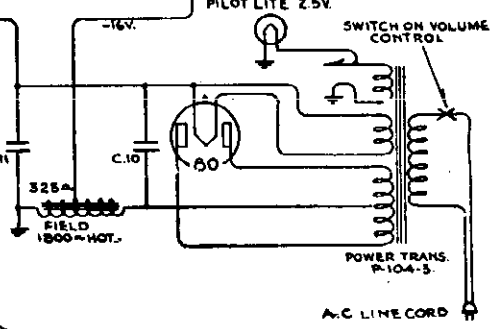 PILOT LITE 2.5V.
-16V.
SWITCH ON VOLUME
CONTROL
C.10
80
325Ω
FIELD
1800~HOT.
POWER TRANS.
P-104-3.
A.C LINE CORD